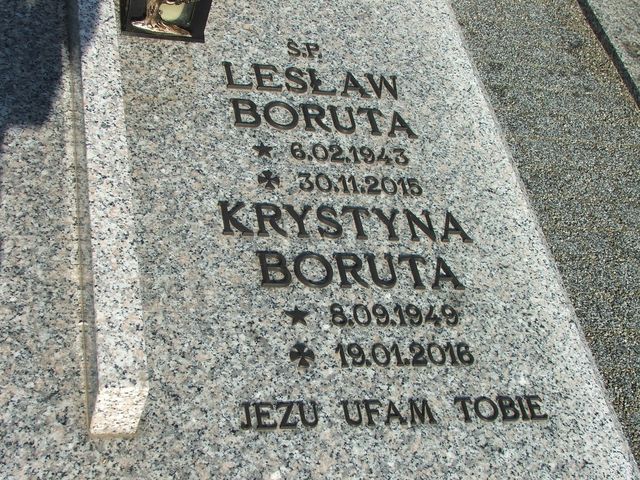 Ś.P.
LESŁAW
BORUTA
★ 6.02.1943
✠ 30.11.2015
KRYSTYNA
BORUTA
★ 8.09.1949
✠ 19.01.2016
JEZU UFAM TOBIE